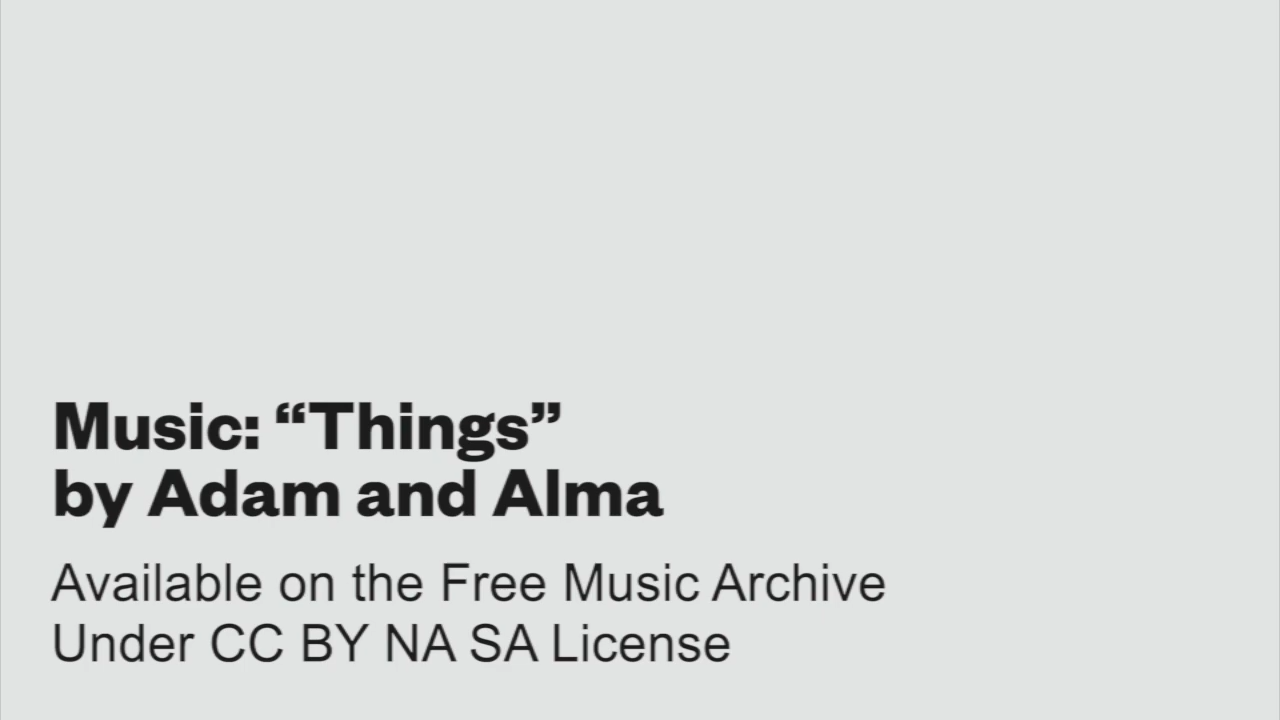 Music: “Things”
by Adam and Alma
Available on the Free Music Archive
Under CC BY NA SA License